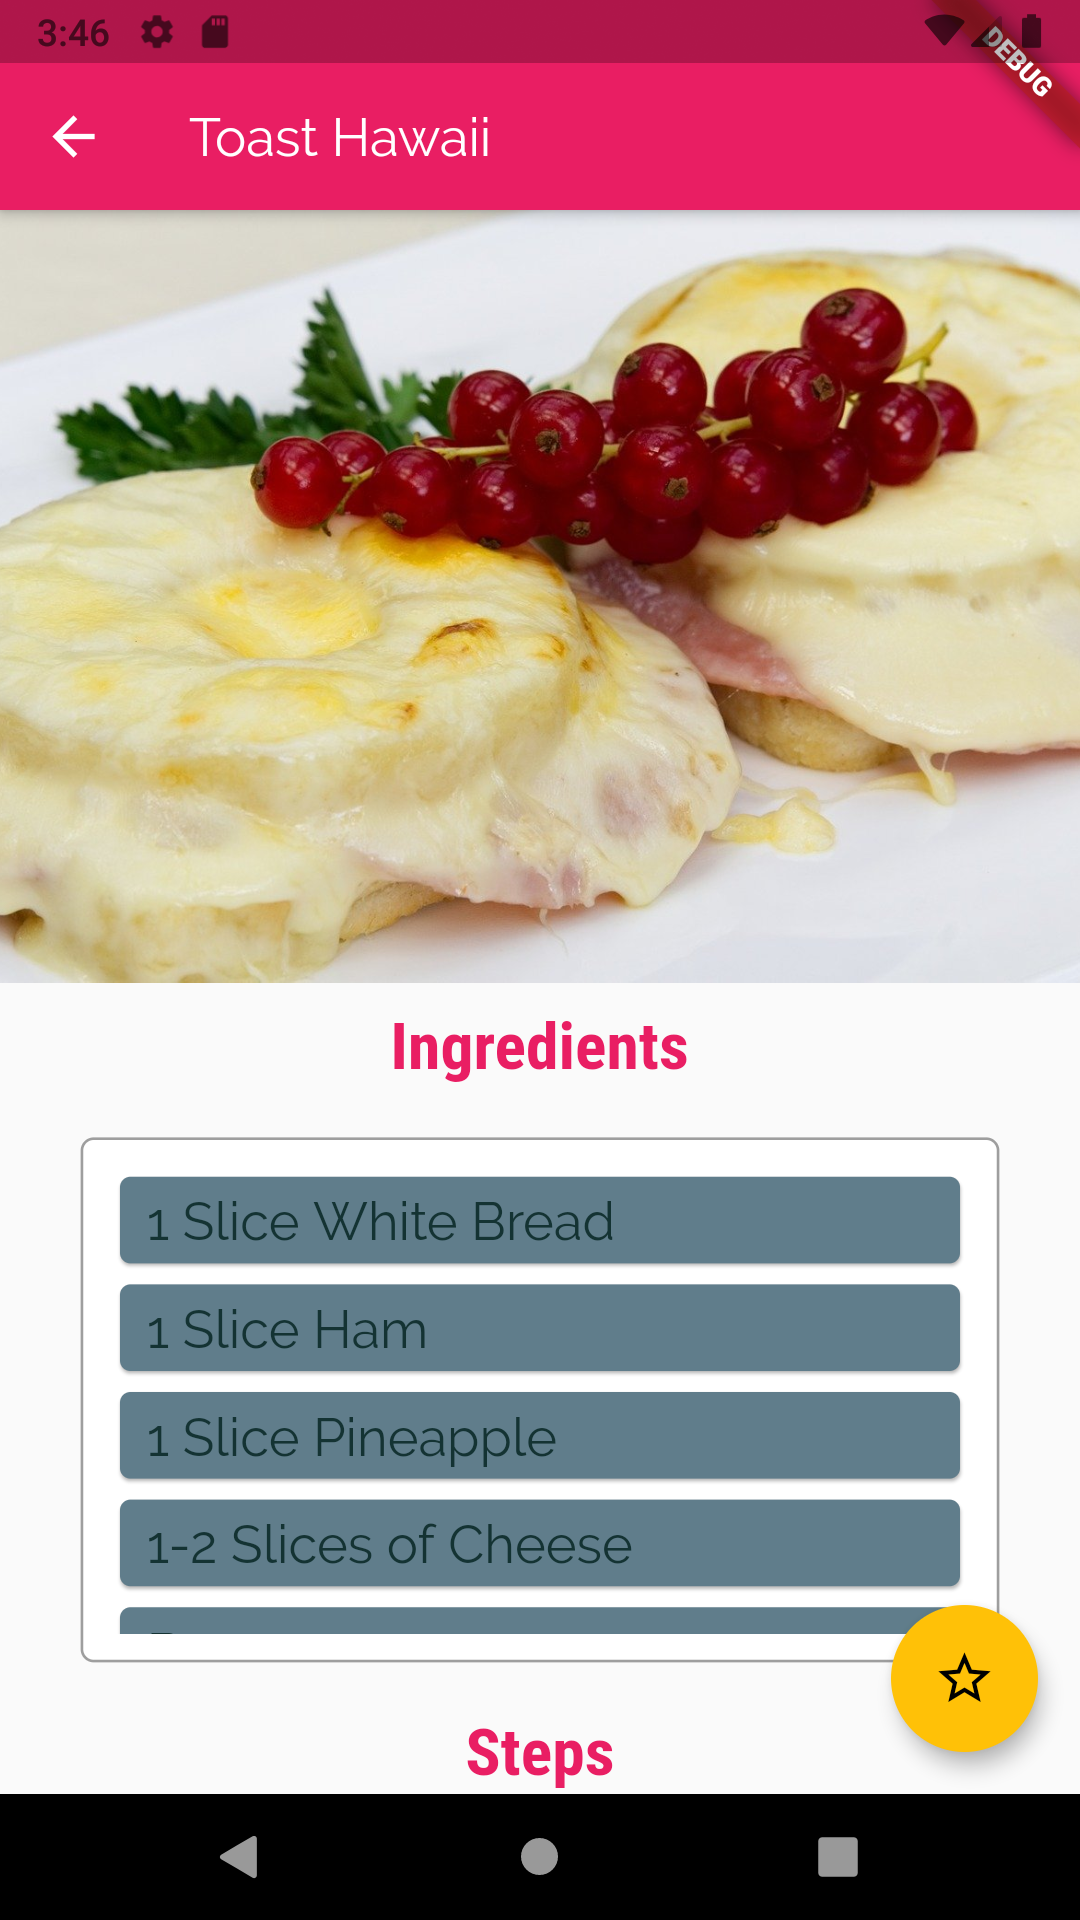 3:46
DEBUG
Toast Hawaii
Ingredients
1 Slice White Bread
1 Slice Ham
1 Slice Pineapple
1-2 Slices of Cheese
Steps